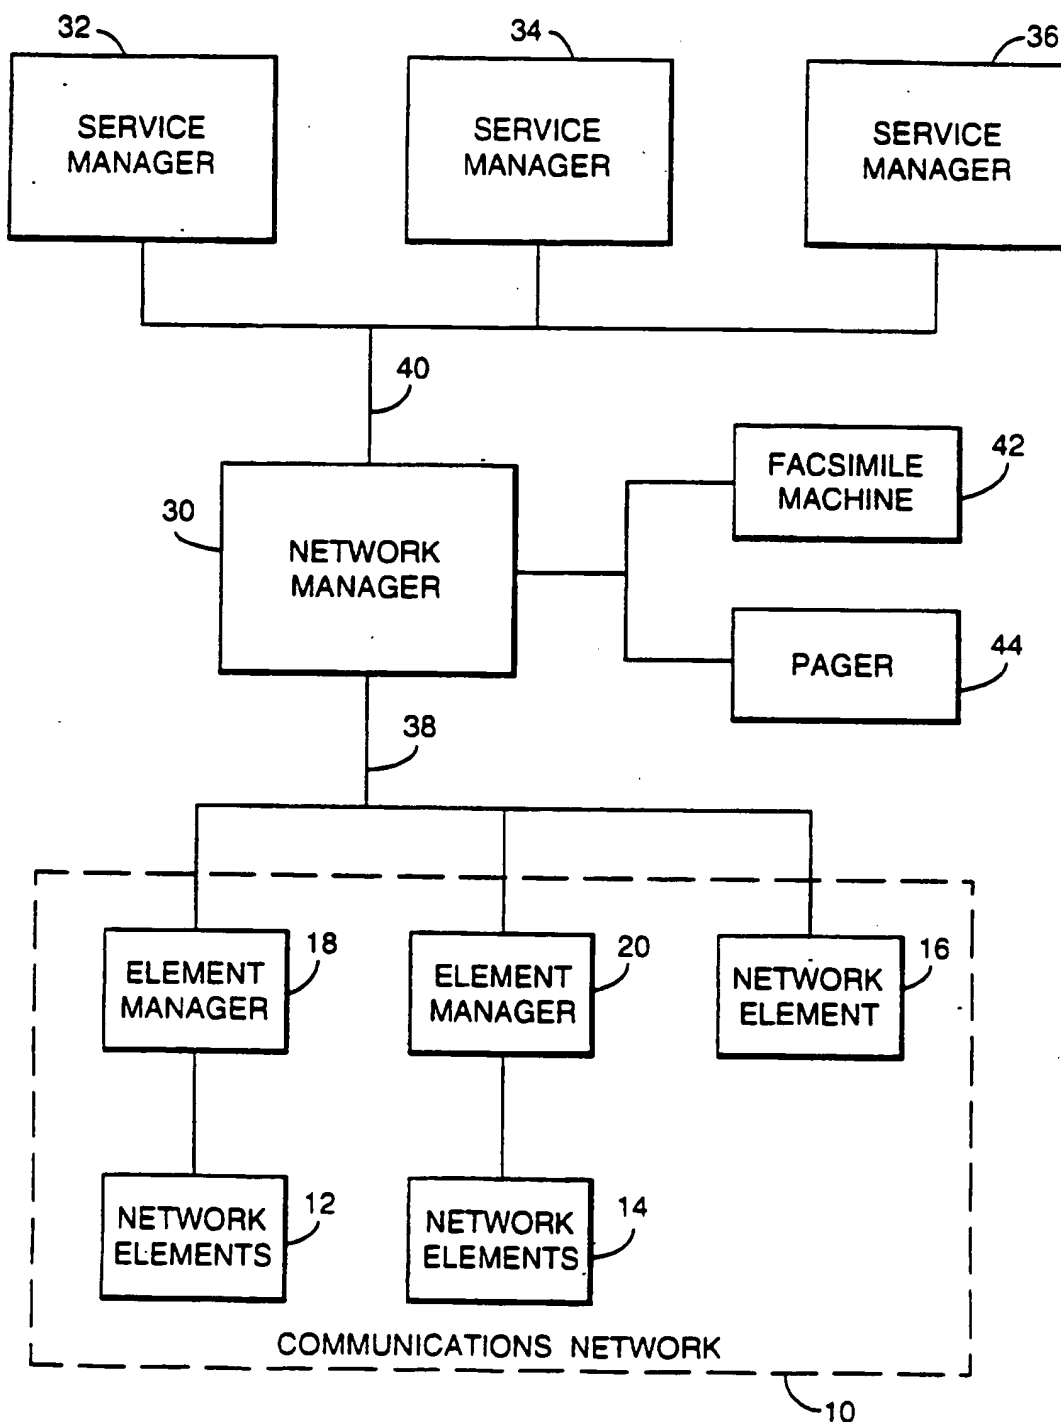 32
34
36
SERVICE
MANAGER
SERVICE
MANAGER
SERVICE
MANAGER
40
FACSIMILE
MACHINE
42
30
NETWORK
MANAGER
PAGER
44
38
ELEMENT
MANAGER
18
ELEMENT
MANAGER
20
NETWORK
ELEMENT
16
NETWORK
ELEMENTS
12
NETWORK
ELEMENTS
14
COMMUNICATIONS NETWORK
10